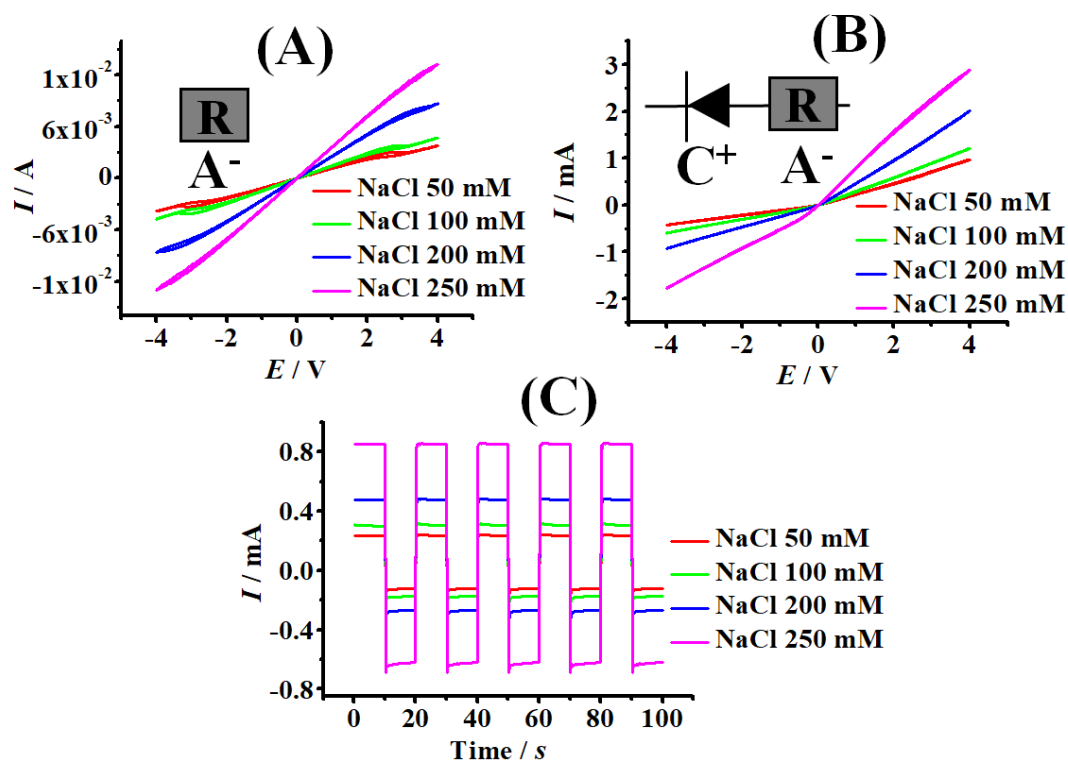 (A)
1x10⁻²
6x10⁻³
0
-6x10⁻³
-1x10⁻²
I / A
R
A⁻
NaCl 50 mM
NaCl 100 mM
NaCl 200 mM
NaCl 250 mM
-4 -2 0 2 4
E / V
(B)
3
2
1
0
-1
-2
I / mA
R
C⁺ A⁻
NaCl 50 mM
NaCl 100 mM
NaCl 200 mM
NaCl 250 mM
-4 -2 0 2 4
E / V
(C)
0.8
0.4
0.0
-0.4
-0.8
I / mA
NaCl 50 mM
NaCl 100 mM
NaCl 200 mM
NaCl 250 mM
0 20 40 60 80 100
Time / s